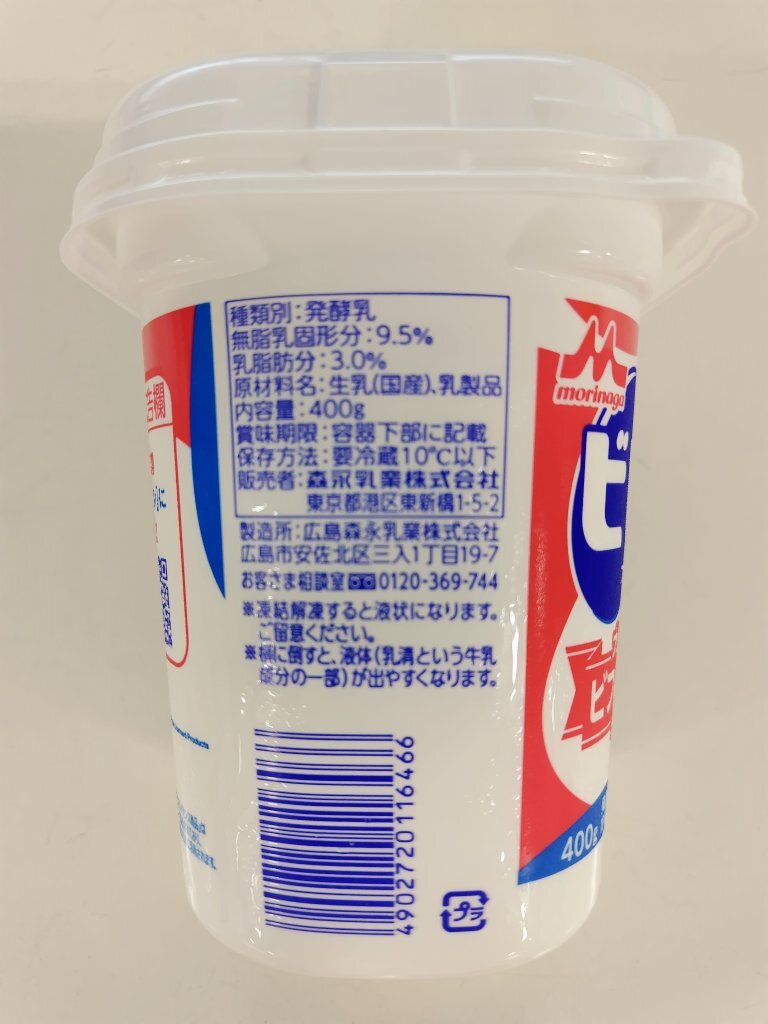 種類別：発酵乳
無脂乳固形分：9.5%
乳脂肪分：3.0%
原材料名：生乳(国産)、乳製品
内容量：400g
賞味期限：容器下部に記載
保存方法：要冷蔵10℃以下
販売者：森永乳業株式会社
東京都港区東新橋1-5-2
製造所：広島森永乳業株式会社
広島市安佐北区三入1丁目19-7
お客さま相談室 0120-369-744
※凍結解凍すると液状になります。
ご留意ください。
※横に倒すと、液体(乳清という牛乳
成分の一部)が出やすくなります。
4902720116466
プラ
告欄
に
Products
morinaga
ビ
ビフ
400g